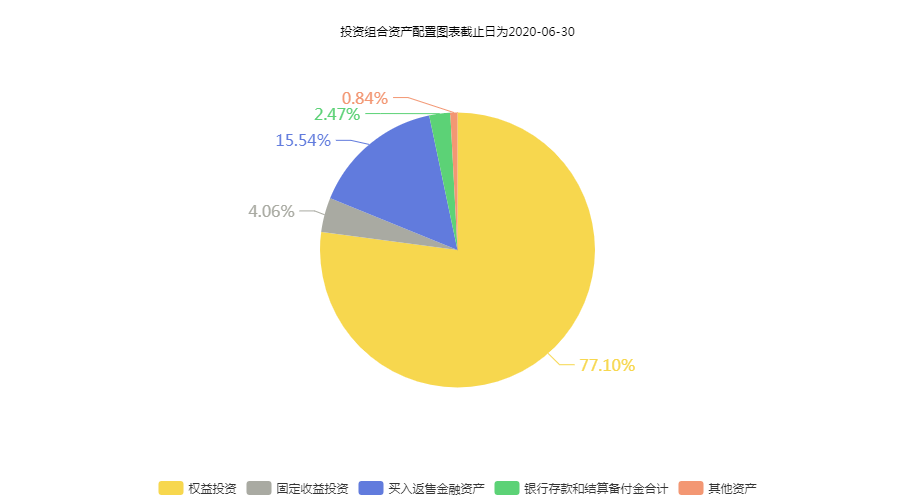 投资组合资产配置图表截止日为2020-06-30
0.84%
2.47%
15.54%
4.06%
77.10%
权益投资 固定收益投资 买入返售金融资产 银行存款和结算备付金合计 其他资产